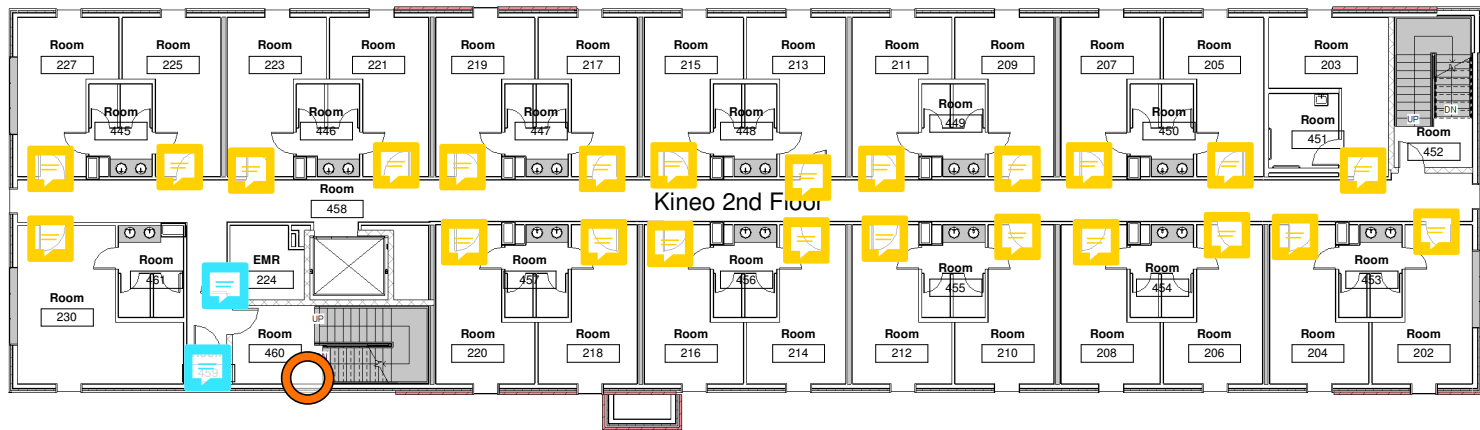 Room
227
Room
225
Room
223
Room
221
Room
219
Room
217
Room
215
Room
213
Room
211
Room
209
Room
207
Room
205
Room
203
Room
445
Room
446
Room
447
Room
448
Room
449
Room
450
Room
451
UP
DN
Room
452
Room
458
Kineo 2nd Floor
Room
461
EMR
224
Room
457
Room
456
Room
455
Room
454
Room
453
Room
230
UP
Room
460
459
Room
220
Room
218
Room
216
Room
214
Room
212
Room
210
Room
208
Room
206
Room
204
Room
202